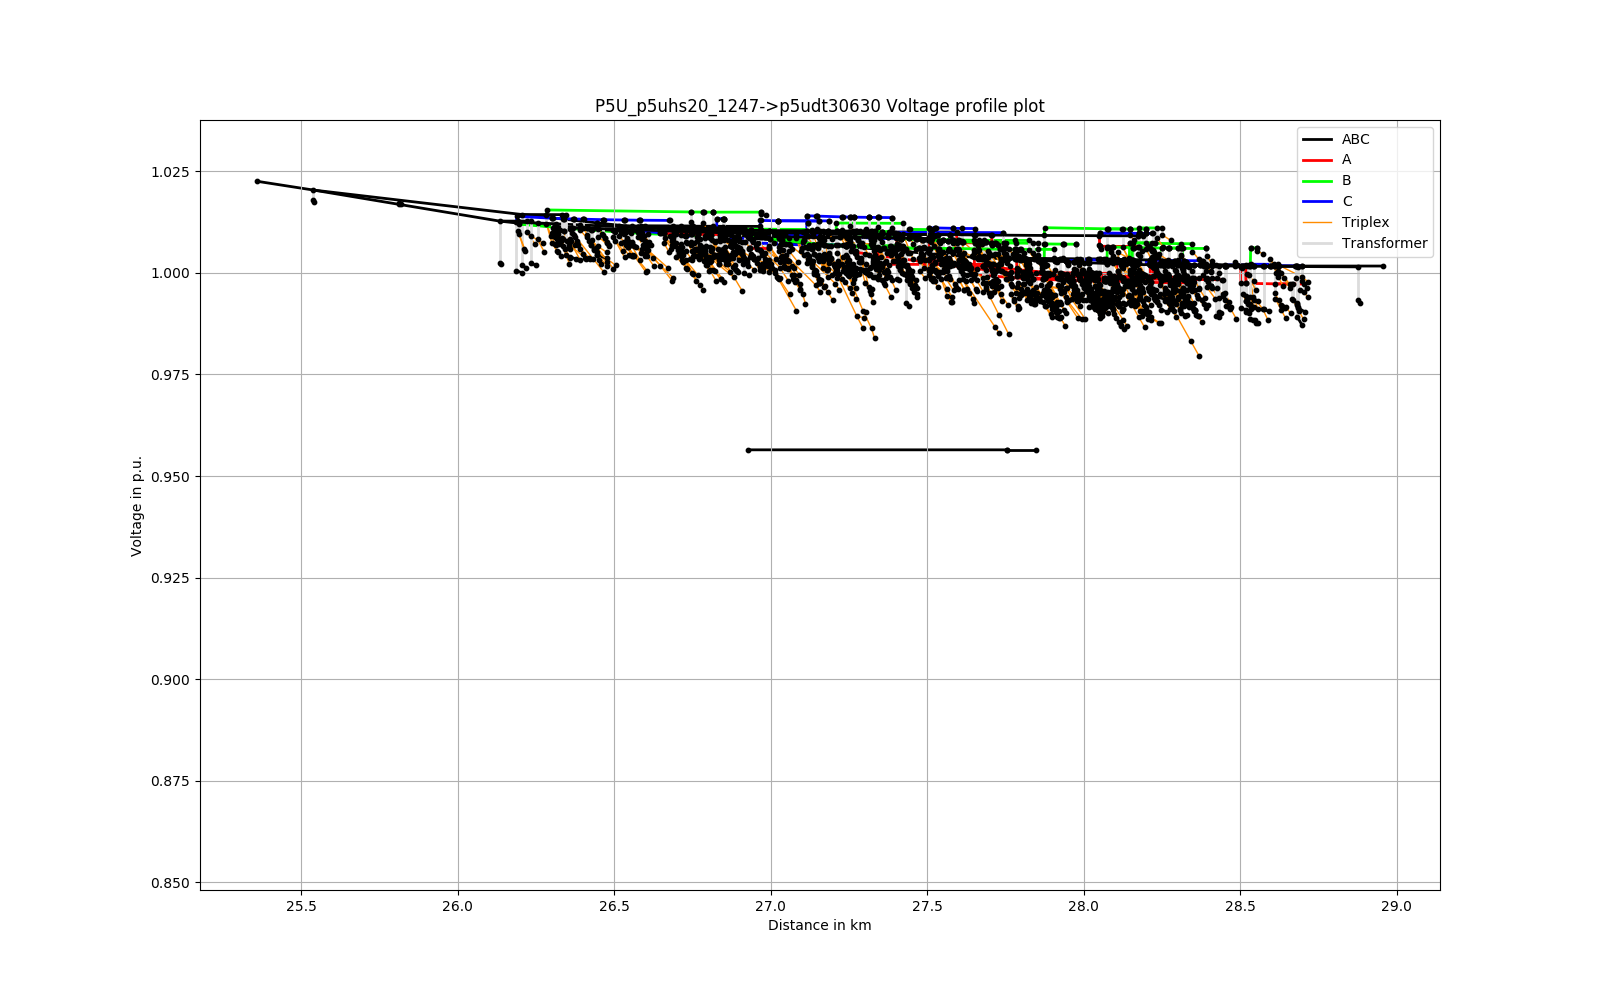 P5U_p5uhs20_1247->p5udt30630 Voltage profile plot
ABC
A
B
C
Triplex
Transformer
1.025
1.000
0.975
0.950
0.925
0.900
0.875
0.850
Voltage in p.u.
25.5 26.0 26.5 27.0 27.5 28.0 28.5 29.0
Distance in km